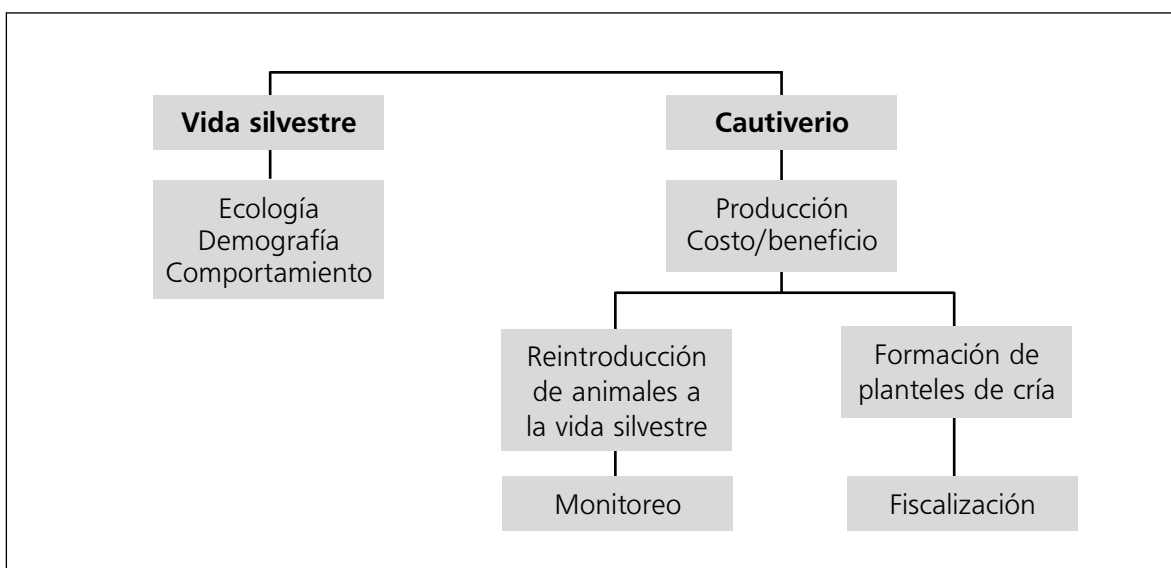 Vida silvestre
Ecología
Demografía
Comportamiento
Cautiverio
Producción
Costo/beneficio
Reintroducción
de animales a
la vida silvestre
Monitoreo
Formación de
planteles de cría
Fiscalización